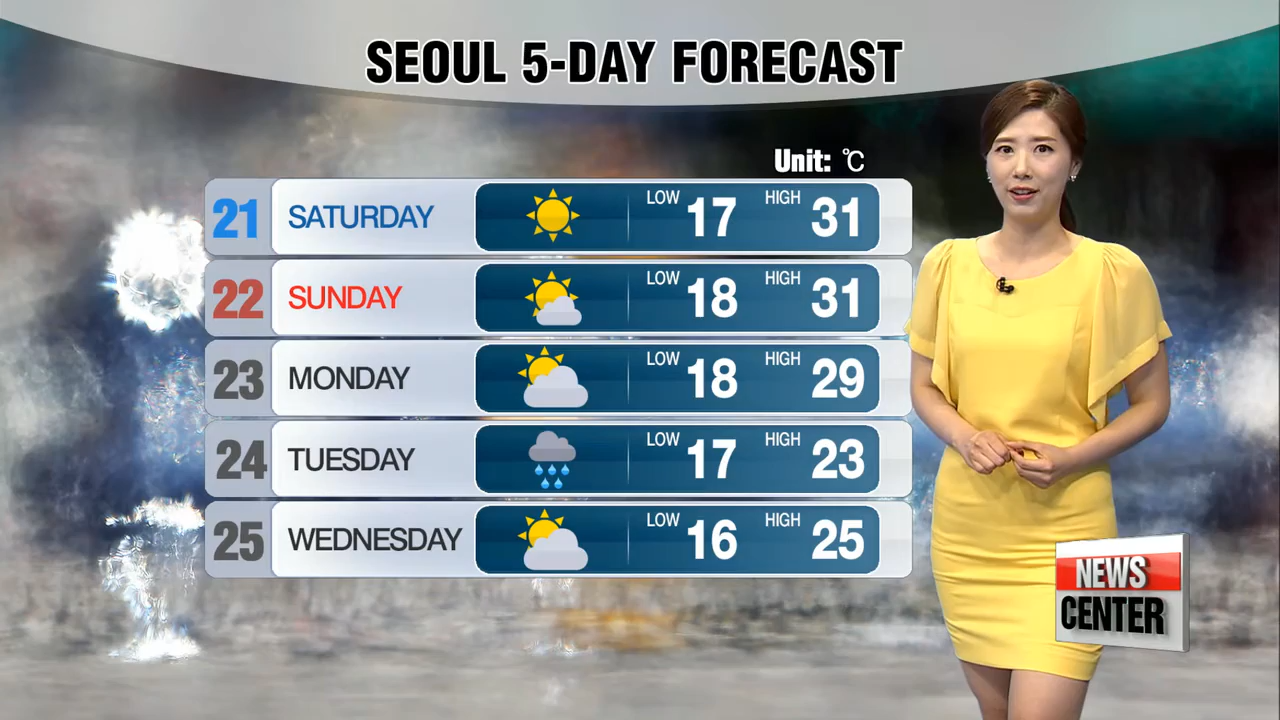 SEOUL 5-DAY FORECAST
Unit: ℃
21 SATURDAY LOW 17 HIGH 31
22 SUNDAY LOW 18 HIGH 31
23 MONDAY LOW 18 HIGH 29
24 TUESDAY LOW 17 HIGH 23
25 WEDNESDAY LOW 16 HIGH 25
NEWS
CENTER